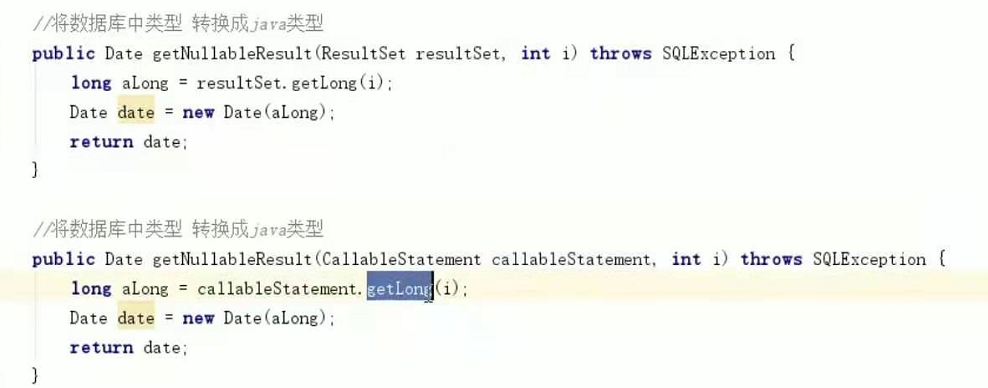 //将数据库中类型 转换成java类型
public Date getNullableResult(ResultSet resultSet, int i) throws SQLException {
long aLong = resultSet.getLong(i);
Date date = new Date(aLong);
return date;
}
//将数据库中类型 转换成java类型
public Date getNullableResult(CallableStatement callableStatement, int i) throws SQLException {
long aLong = callableStatement.getLong(i);
Date date = new Date(aLong);
return date;
}